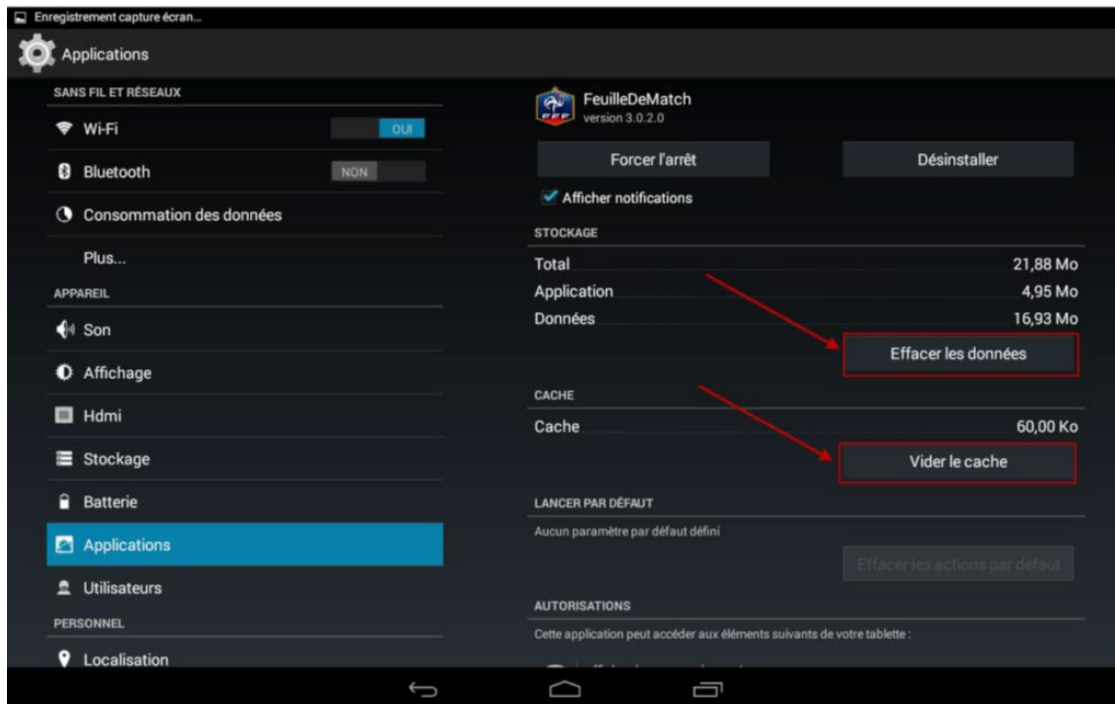 Enregistrement capture écran...
Applications
SANS FIL ET RÉSEAUX
Wi-Fi
OUI
Bluetooth
NON
Consommation des données
Plus...
APPAREIL
Son
Affichage
Hdmi
Stockage
Batterie
Applications
Utilisateurs
PERSONNEL
Localisation
FeuilleDeMatch
version 3.0.2.0
Forcer l'arrêt
Désinstaller
Afficher notifications
STOCKAGE
Total 21,88 Mo
Application 4,95 Mo
Données 16,93 Mo
Effacer les données
CACHE
Cache 60,00 Ko
Vider le cache
LANCER PAR DÉFAUT
Aucun paramètre par défaut défini
Effacer les actions par défaut
AUTORISATIONS
Cette application peut accéder aux éléments suivants de votre tablette :